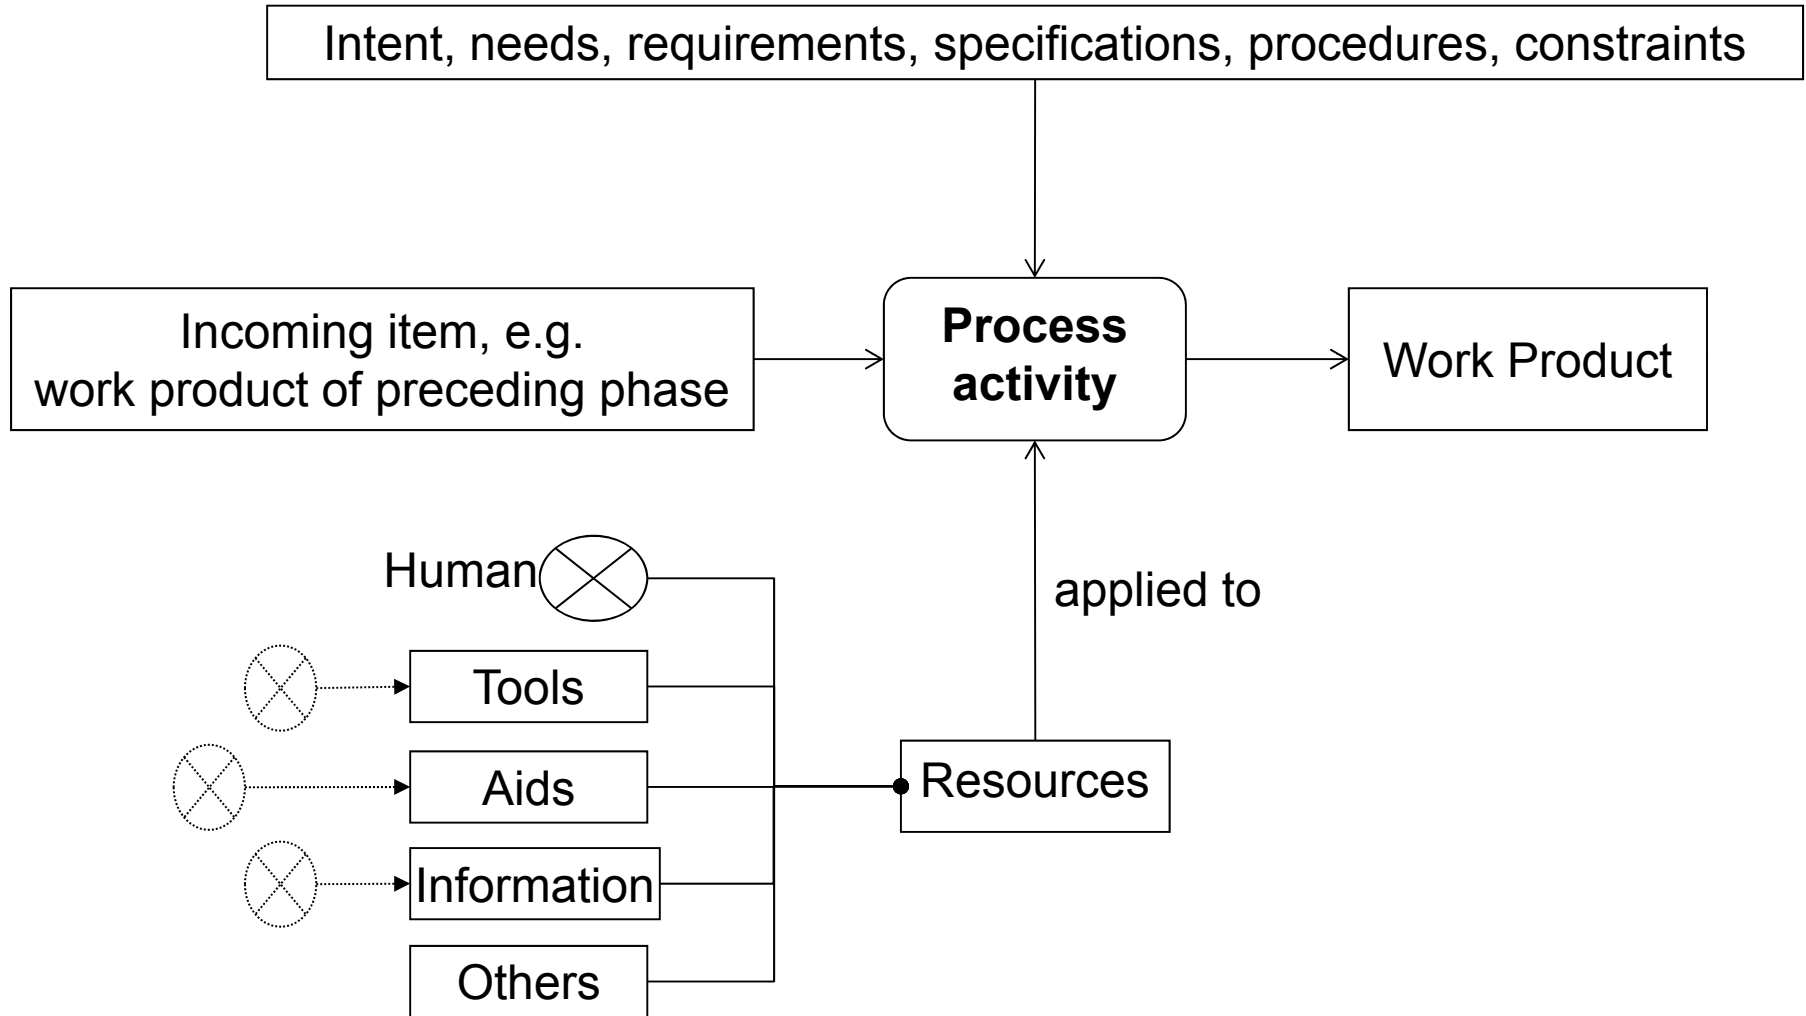 Intent, needs, requirements, specifications, procedures, constraints
Incoming item, e.g.
work product of preceding phase
Process
activity
Work Product
Human
applied to
Tools
Resources
Aids
Information
Others